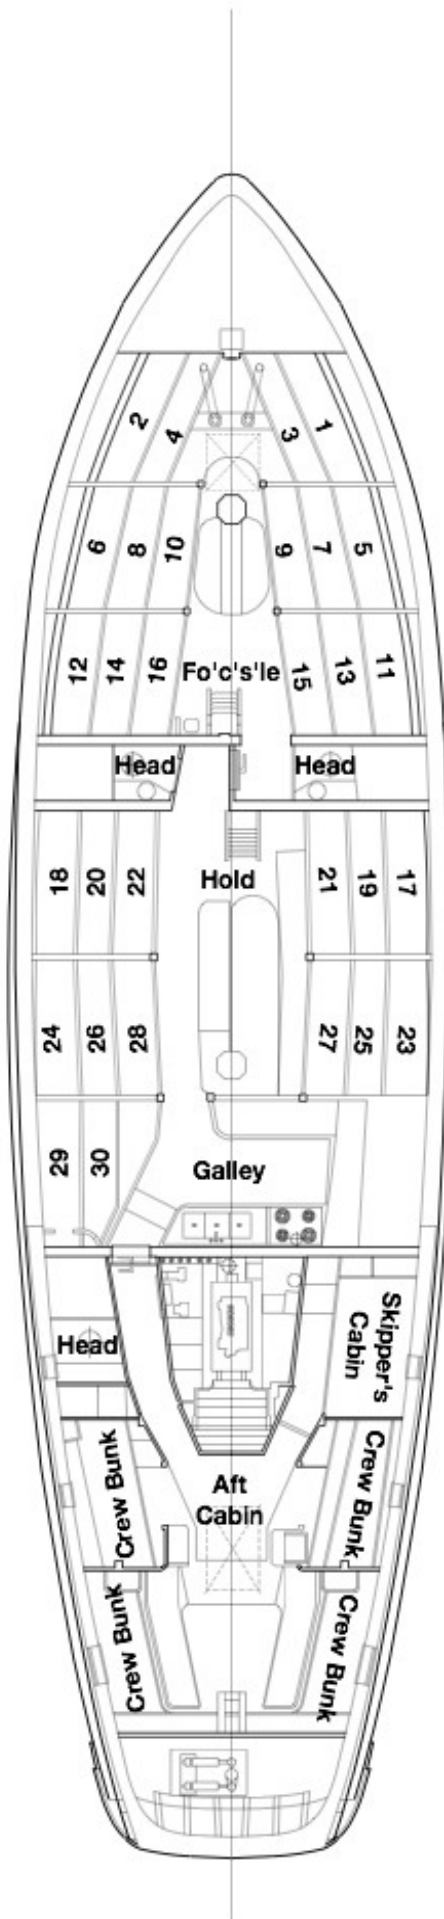 2
4
3
1
6
8
10
9
7
5
12
14
16
Fo'c's'le
15
13
11
Head
Head
18
20
22
Hold
21
19
17
24
26
28
27
25
23
29
30
Galley
Head
Skipper's
Cabin
Crew Bunk
Aft
Cabin
Crew Bunk
Crew Bunk
Crew Bunk